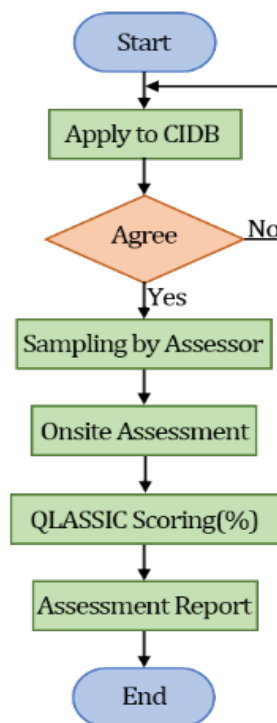 Start
Apply to CIDB
Agree
No
Yes
Sampling by Assessor
Onsite Assessment
QLASSIC Scoring(%)
Assessment Report
End